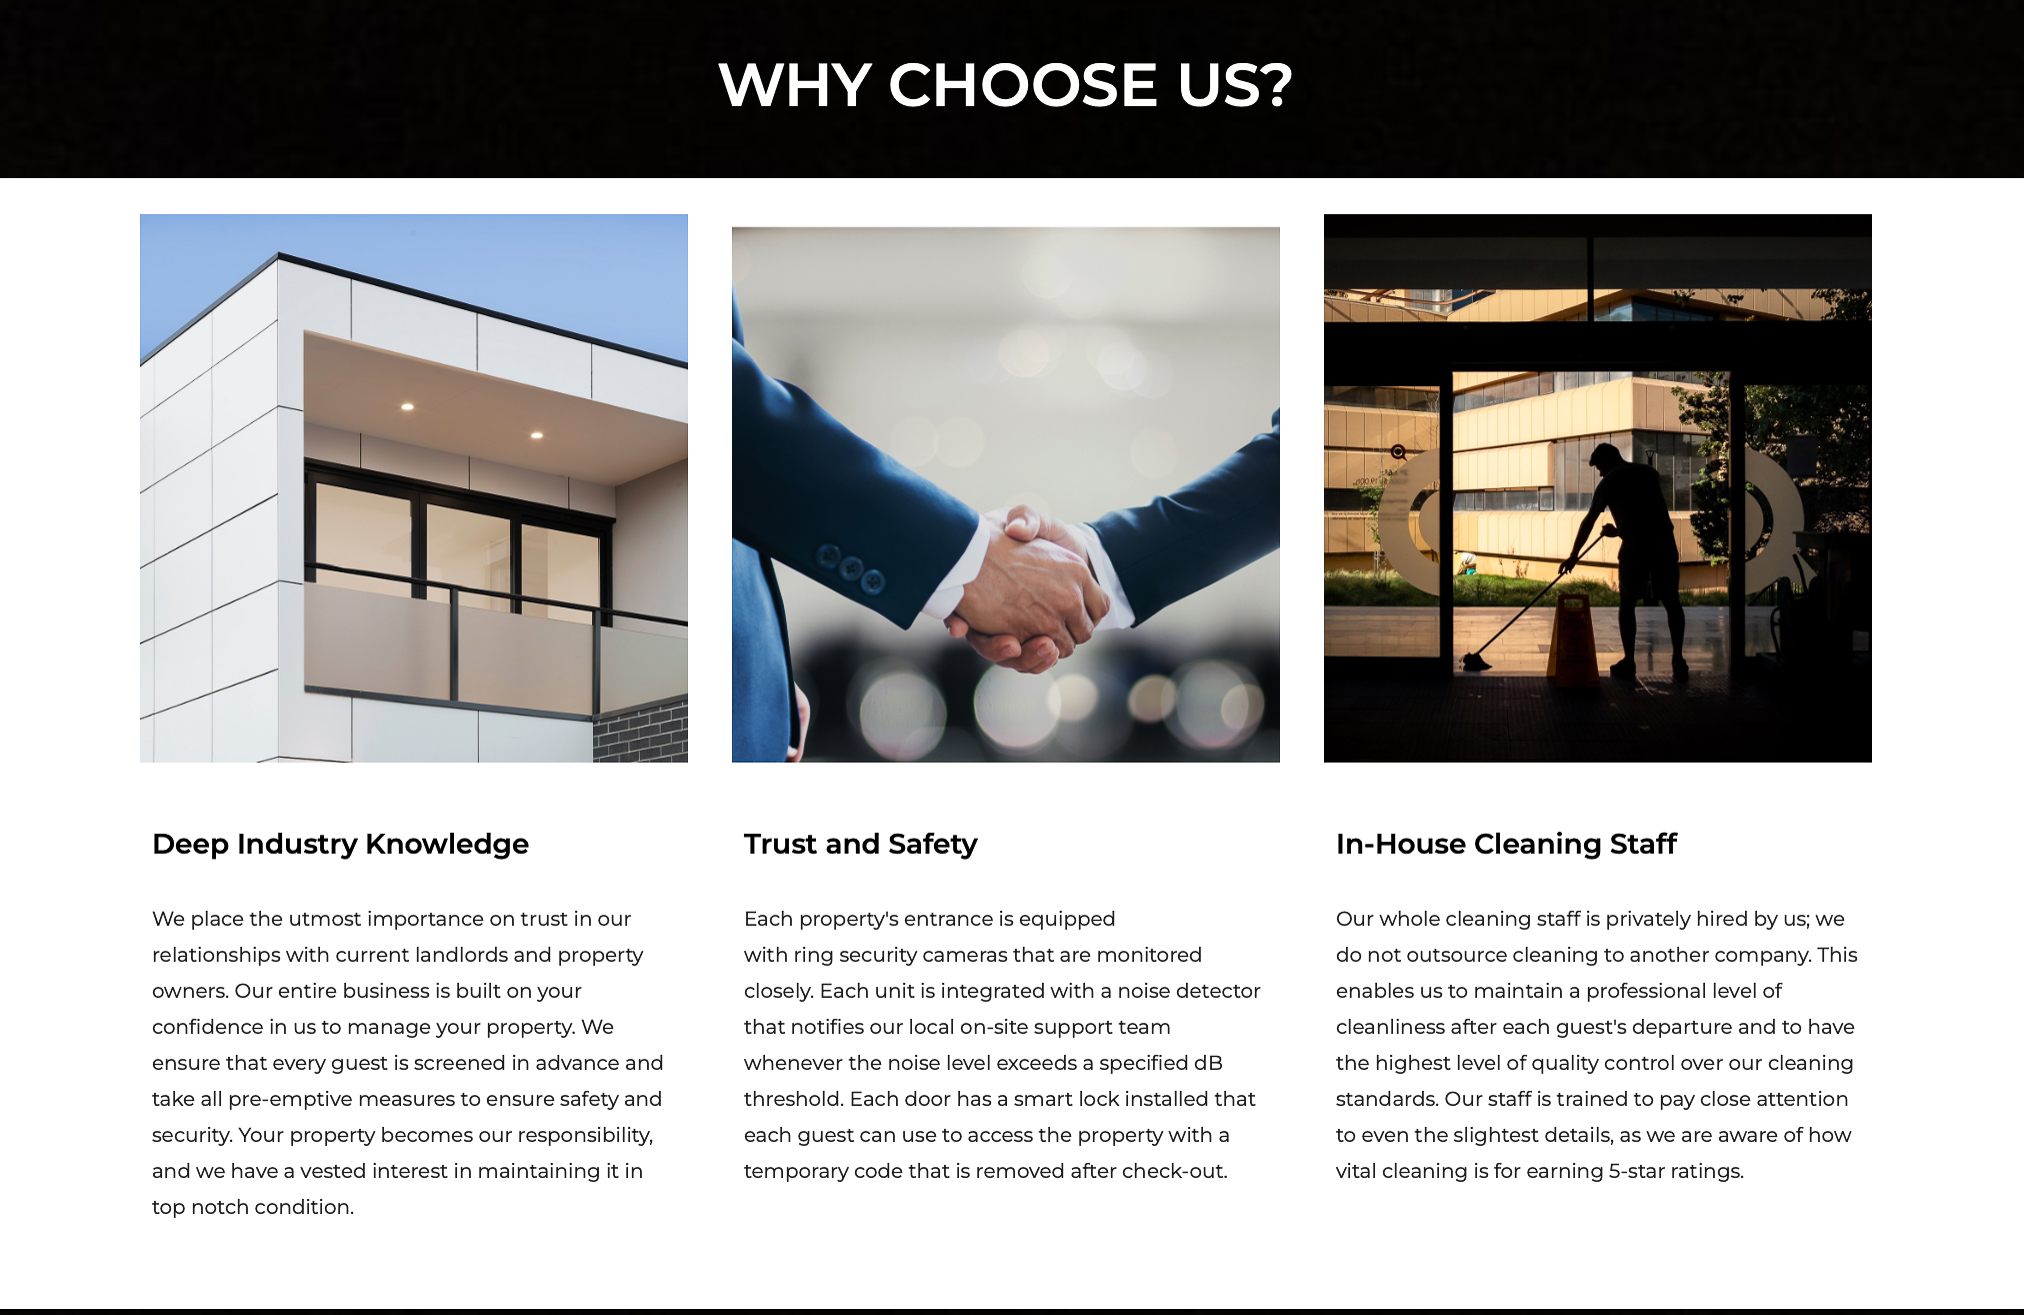 WHY CHOOSE US?
Deep Industry Knowledge
We place the utmost importance on trust in our
relationships with current landlords and property
owners. Our entire business is built on your
confidence in us to manage your property. We
ensure that every guest is screened in advance and
take all pre-emptive measures to ensure safety and
security. Your property becomes our responsibility,
and we have a vested interest in maintaining it in
top notch condition.
Trust and Safety
Each property's entrance is equipped
with ring security cameras that are monitored
closely. Each unit is integrated with a noise detector
that notifies our local on-site support team
whenever the noise level exceeds a specified dB
threshold. Each door has a smart lock installed that
each guest can use to access the property with a
temporary code that is removed after check-out.
In-House Cleaning Staff
Our whole cleaning staff is privately hired by us; we
do not outsource cleaning to another company. This
enables us to maintain a professional level of
cleanliness after each guest's departure and to have
the highest level of quality control over our cleaning
standards. Our staff is trained to pay close attention
to even the slightest details, as we are aware of how
vital cleaning is for earning 5-star ratings.